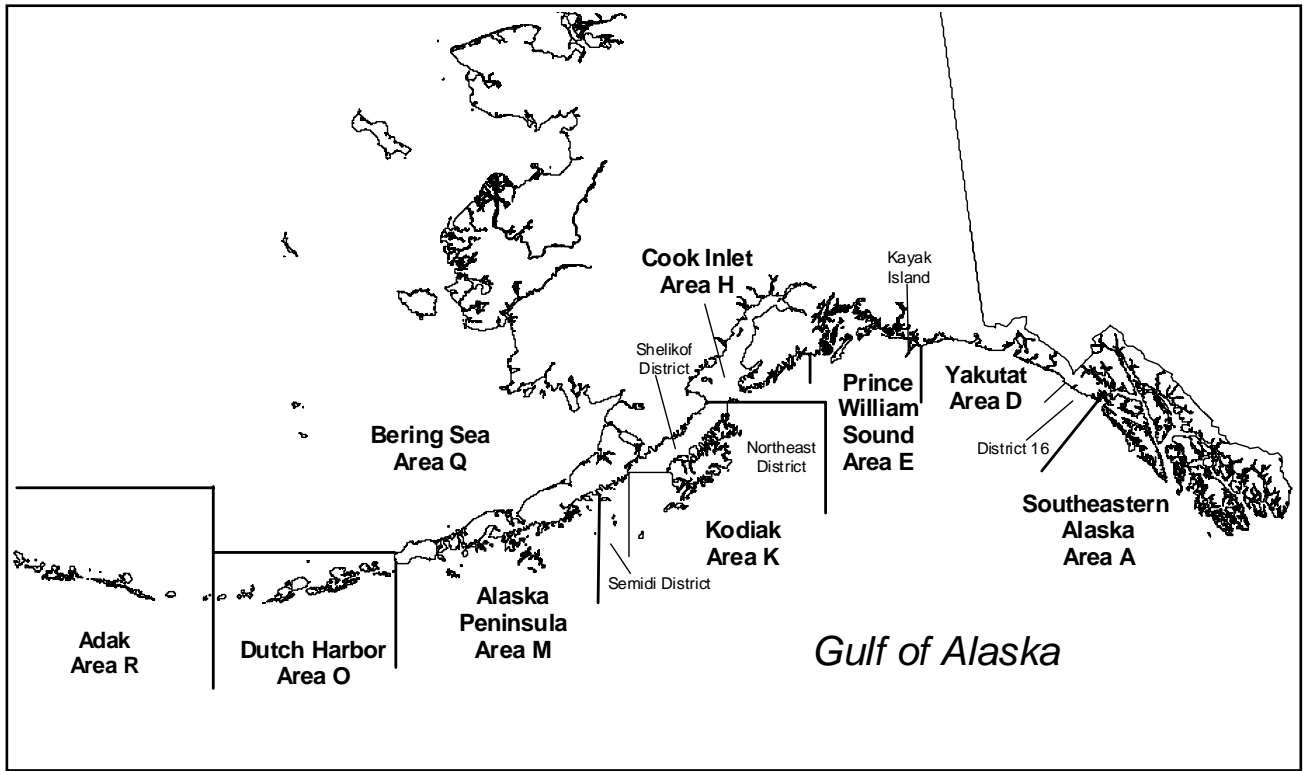 Kayak
Island
Cook Inlet
Area H
Shelikof
District
Prince
William
Sound
Area E
Yakutat
Area D
District 16
Northeast
District
Bering Sea
Area Q
Southeastern
Alaska
Area A
Kodiak
Area K
Semidi District
Alaska
Peninsula
Area M
Adak
Area R
Dutch Harbor
Area O
Gulf of Alaska